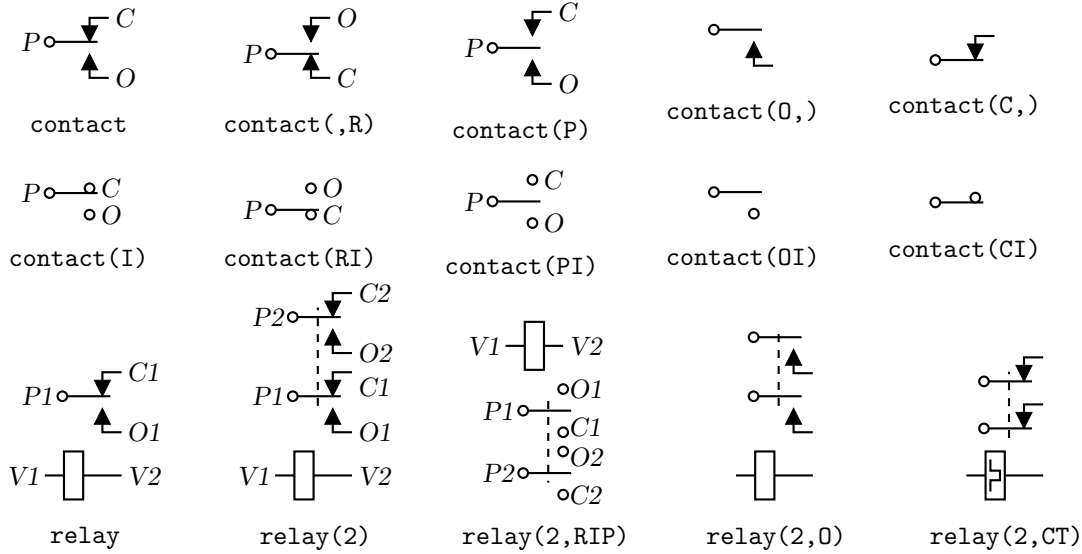 C O C
P P P
O C O
contact contact(,R) contact(P) contact(O,) contact(C,)
P C P O P C
O C O
contact(I) contact(RI) contact(PI) contact(OI) contact(CI)
C2
P2
O2 V1 V2
P1 C1 P1 C1 P1 O1
C1
O1 O1 O2
V1 V2 V1 V2 P2 C2
relay relay(2) relay(2,RIP) relay(2,O) relay(2,CT)